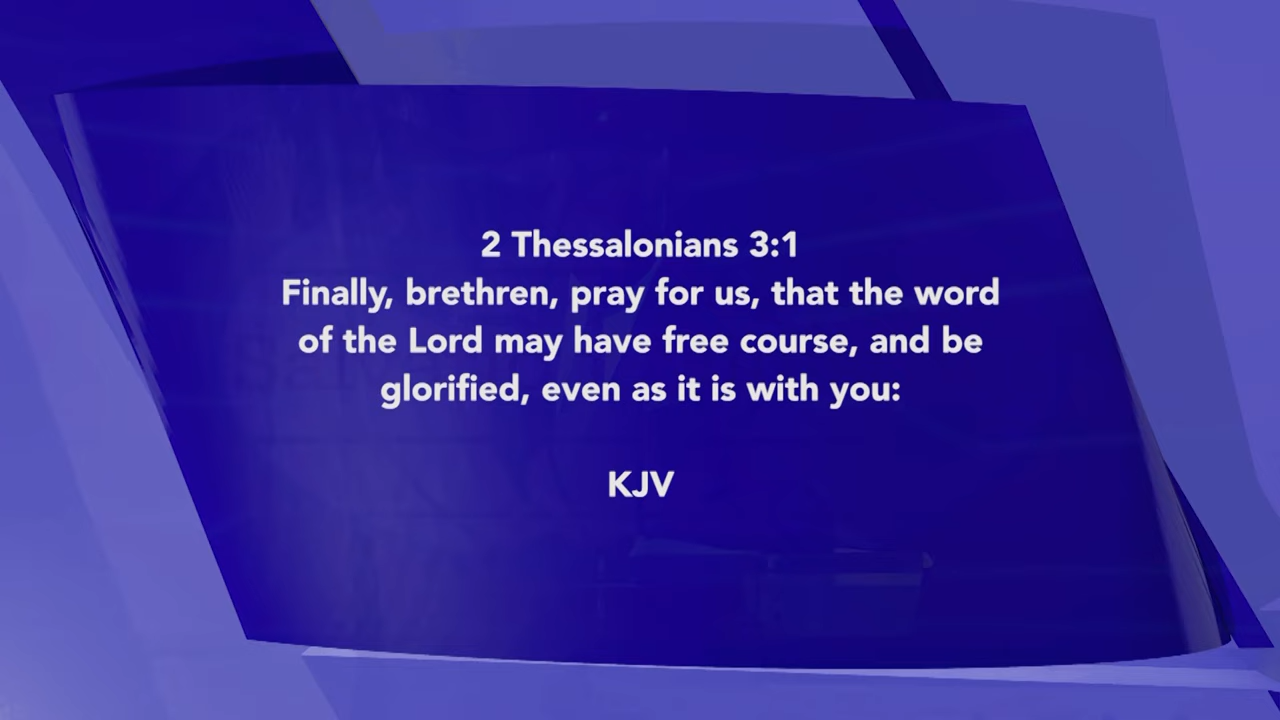 2 Thessalonians 3:1
Finally, brethren, pray for us, that the word
of the Lord may have free course, and be
glorified, even as it is with you:
KJV